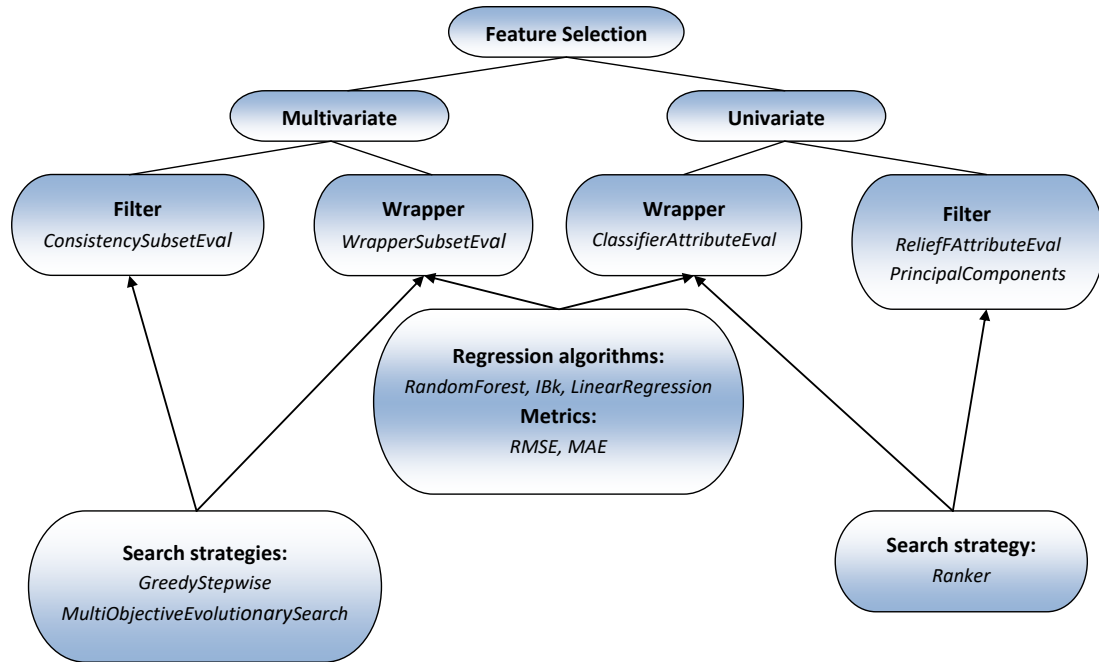 Feature Selection
Multivariate
Univariate
Filter
ConsistencySubsetEval
Wrapper
WrapperSubsetEval
Wrapper
ClassifierAttributeEval
Filter
ReliefFAttributeEval
PrincipalComponents
Regression algorithms:
RandomForest, IBk, LinearRegression
Metrics:
RMSE, MAE
Search strategies:
GreedyStepwise
MultiObjectiveEvolutionarySearch
Search strategy:
Ranker